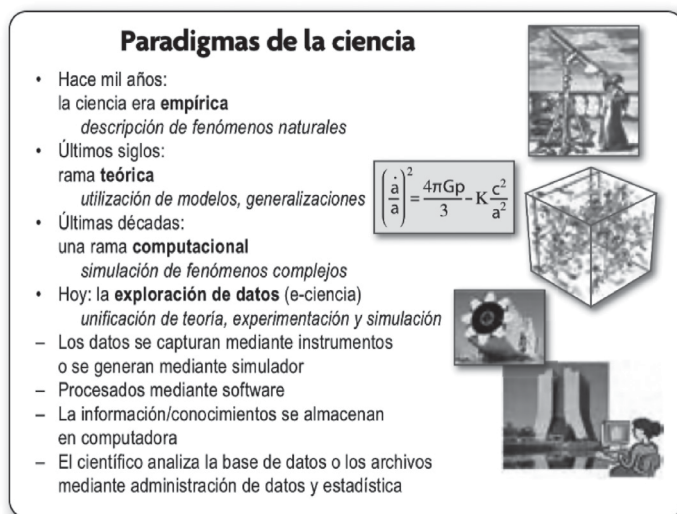 Paradigmas de la ciencia
• Hace mil años:
la ciencia era empírica
descripción de fenómenos naturales
• Últimos siglos:
rama teórica
utilización de modelos, generalizaciones
(ȧ/a)² = 4πGp/3 - K c²/a²
• Últimas décadas:
una rama computacional
simulación de fenómenos complejos
• Hoy: la exploración de datos (e-ciencia)
unificación de teoría, experimentación y simulación
– Los datos se capturan mediante instrumentos
o se generan mediante simulador
– Procesados mediante software
– La información/conocimientos se almacenan
en computadora
– El científico analiza la base de datos o los archivos
mediante administración de datos y estadística